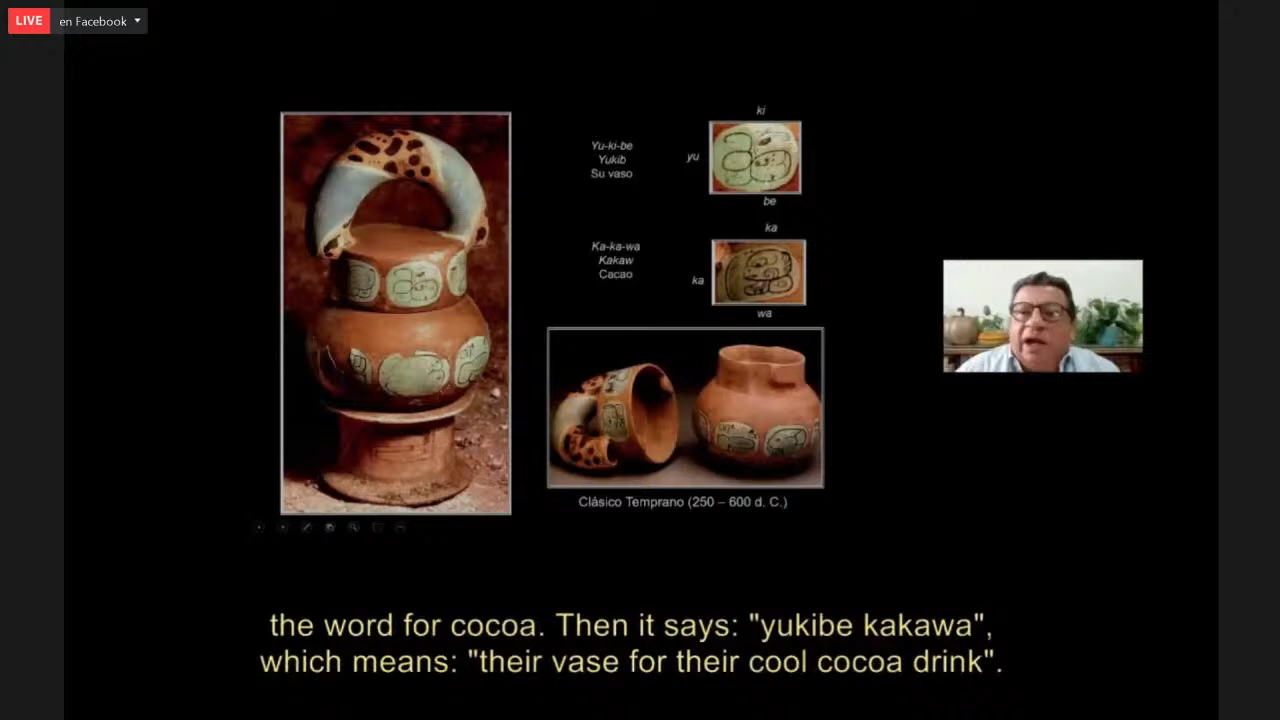 LIVE en Facebook
ki
Yu-ki-be
Yukib
Su vaso
yu
be
ka
Ka-ka-wa
Kakaw
Cacao
ka
wa
Clásico Temprano (250 – 600 d. C.)
the word for cocoa. Then it says: "yukibe kakawa",
which means: "their vase for their cool cocoa drink".